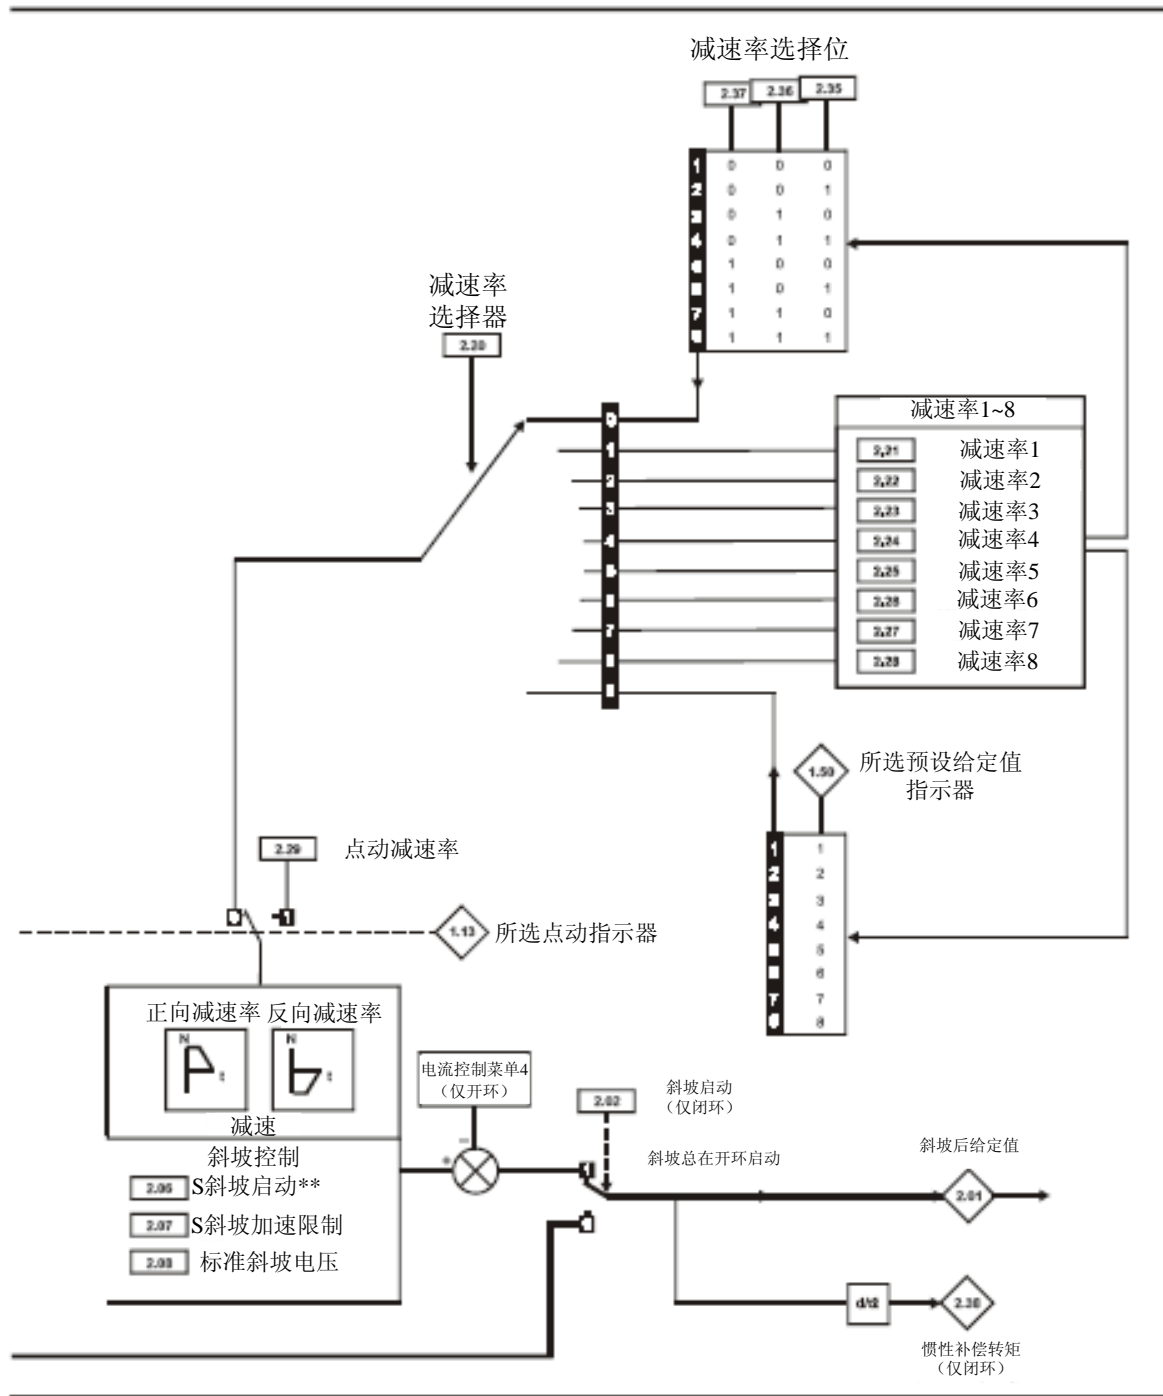 减速率选择位
2.37 2.36 2.35
1 0 0 0
2 0 0 1
3 0 1 0
4 0 1 1
1 0 0
1 0 1
7 1 1 0
1 1 1
减速率
选择器
2.20
0
1
2
3
4
5
7
减速率1~8
2.21 减速率1
2.22 减速率2
2.23 减速率3
2.24 减速率4
2.25 减速率5
2.26 减速率6
2.27 减速率7
2.28 减速率8
1.50
所选预设给定值
指示器
1 1
2 2
3 3
4 4
5
6
7 7
8 8
2.29 点动减速率
0 1
1.13 所选点动指示器
正向减速率 反向减速率
N t N t
减速
斜坡控制
2.06 S斜坡启动**
2.07 S斜坡加速限制
2.08 标准斜坡电压
电流控制菜单4
（仅开环）
+ −
2.02
斜坡启动
（仅闭环）
斜坡总在开环启动
1
0
斜坡后给定值
2.01
d/t2
2.38
惯性补偿转矩
（仅闭环）